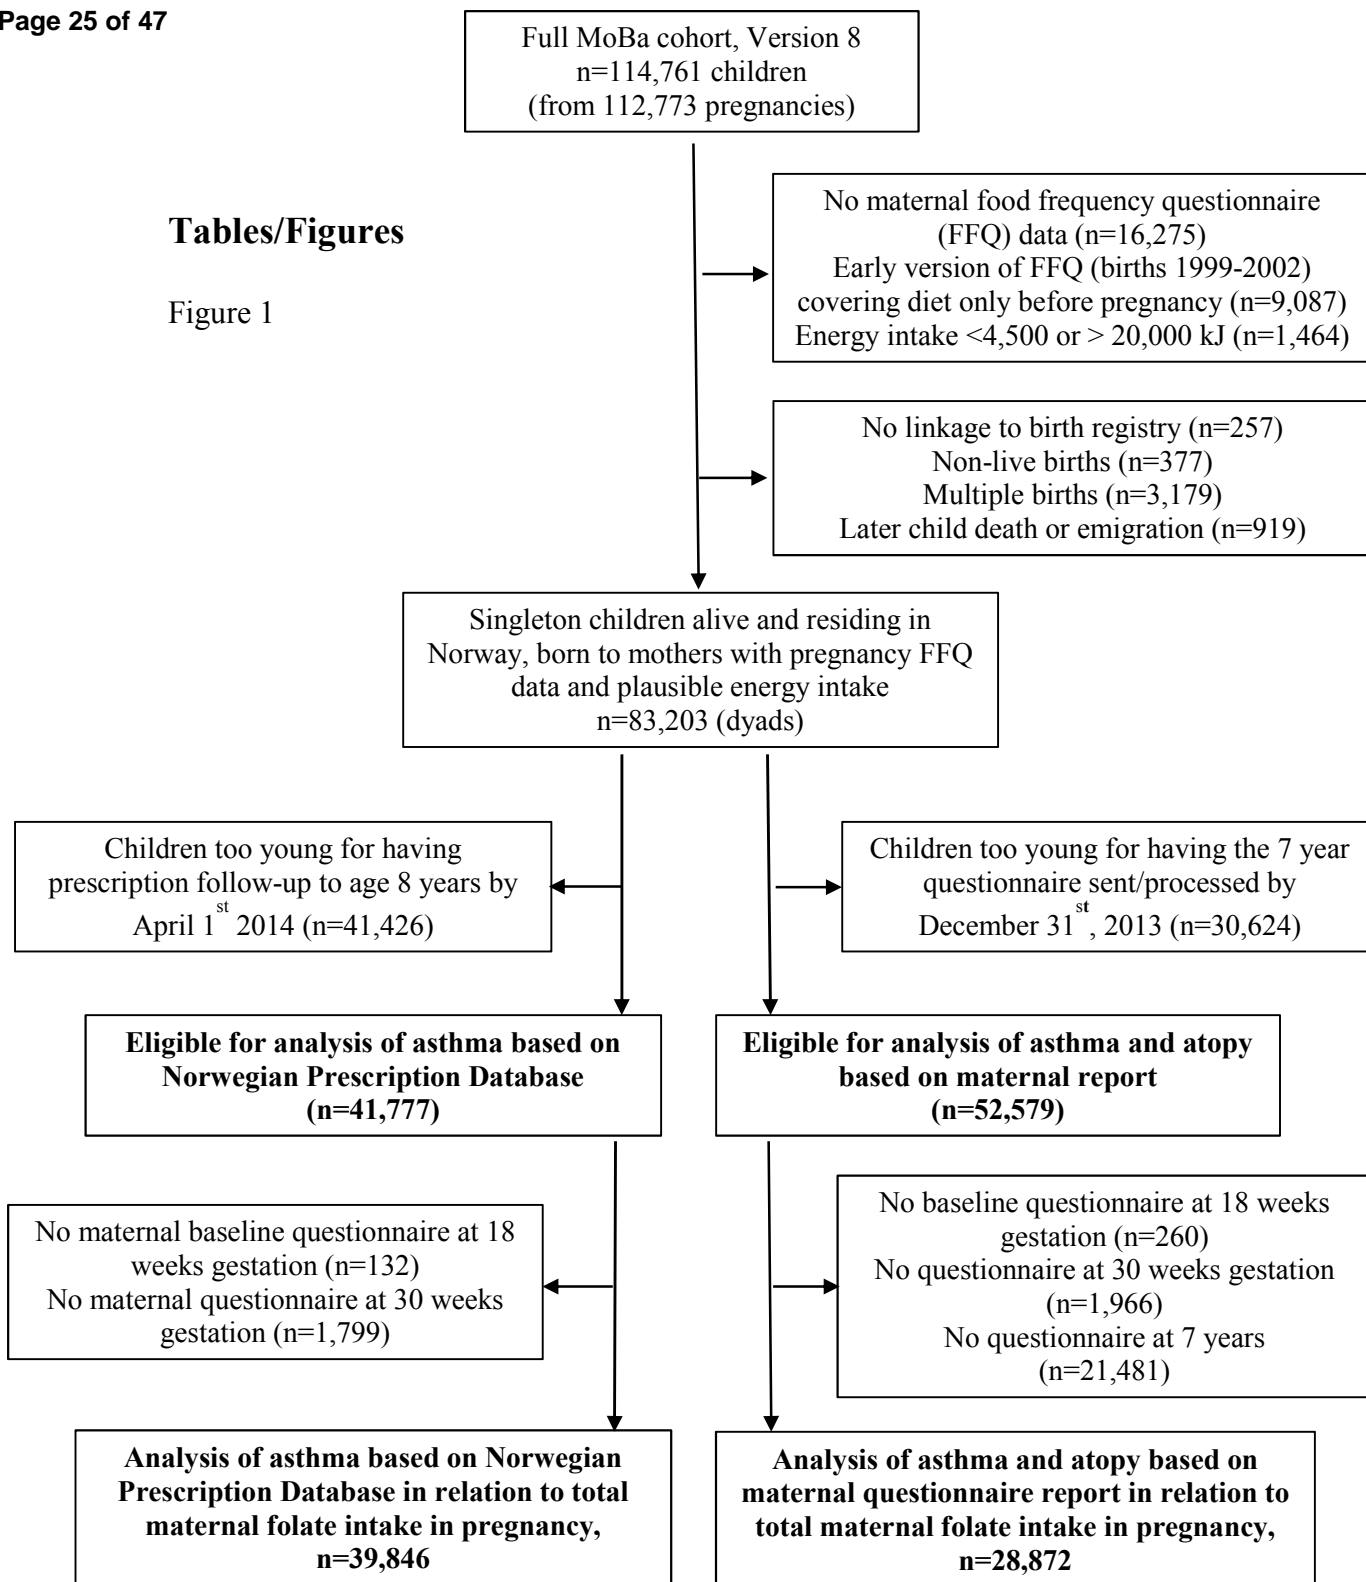 Page 25 of 47
Full MoBa cohort, Version 8
n=114,761 children
(from 112,773 pregnancies)
Tables/Figures
Figure 1
No maternal food frequency questionnaire
(FFQ) data (n=16,275)
Early version of FFQ (births 1999-2002)
covering diet only before pregnancy (n=9,087)
Energy intake <4,500 or > 20,000 kJ (n=1,464)
No linkage to birth registry (n=257)
Non-live births (n=377)
Multiple births (n=3,179)
Later child death or emigration (n=919)
Singleton children alive and residing in
Norway, born to mothers with pregnancy FFQ
data and plausible energy intake
n=83,203 (dyads)
Children too young for having
prescription follow-up to age 8 years by
April 1st 2014 (n=41,426)
Children too young for having the 7 year
questionnaire sent/processed by
December 31st, 2013 (n=30,624)
Eligible for analysis of asthma based on
Norwegian Prescription Database
(n=41,777)
Eligible for analysis of asthma and atopy
based on maternal report
(n=52,579)
No maternal baseline questionnaire at 18
weeks gestation (n=132)
No maternal questionnaire at 30 weeks
gestation (n=1,799)
No baseline questionnaire at 18 weeks
gestation (n=260)
No questionnaire at 30 weeks gestation
(n=1,966)
No questionnaire at 7 years
(n=21,481)
Analysis of asthma based on Norwegian
Prescription Database in relation to total
maternal folate intake in pregnancy,
n=39,846
Analysis of asthma and atopy based on
maternal questionnaire report in relation to
total maternal folate intake in pregnancy,
n=28,872